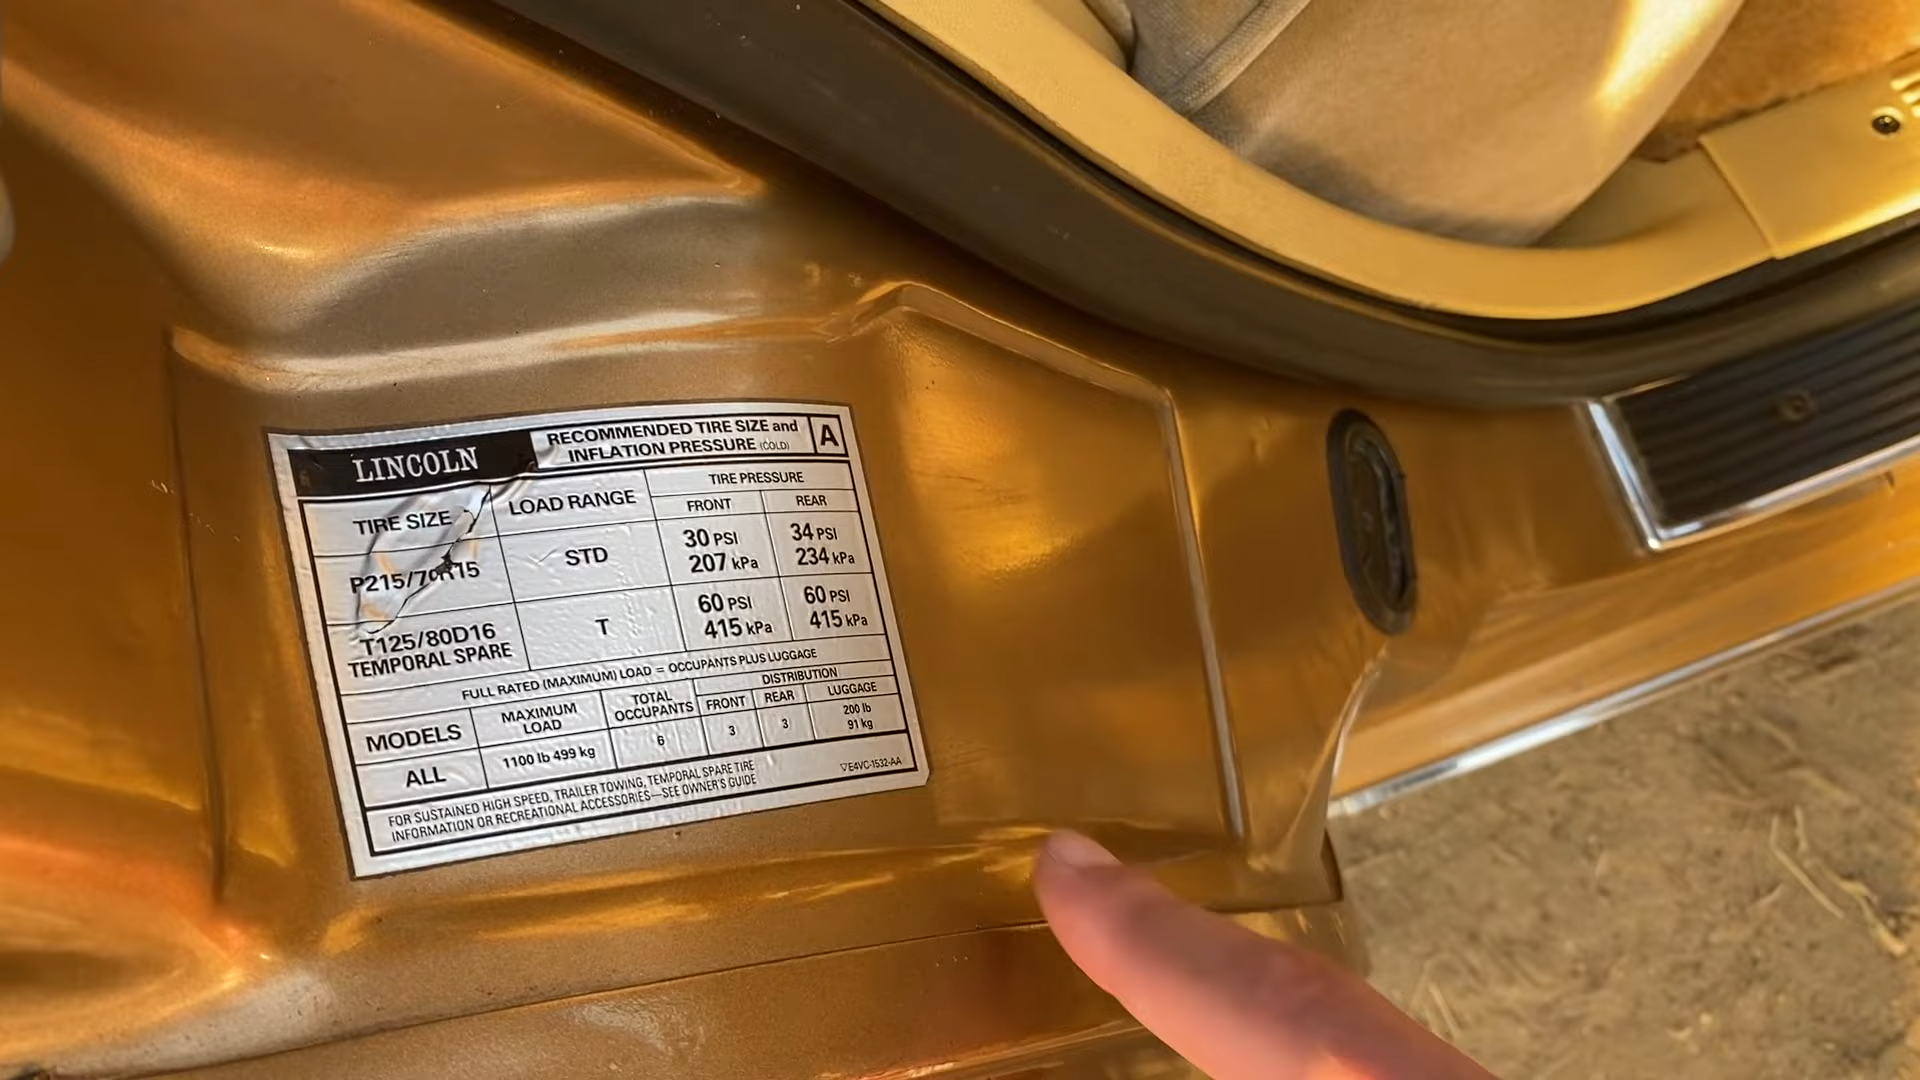 LINCOLN
RECOMMENDED TIRE SIZE and
INFLATION PRESSURE (COLD)
A
TIRE SIZE
LOAD RANGE
TIRE PRESSURE
FRONT
REAR
P215/70R15
STD
30 PSI
207 kPa
34 PSI
234 kPa
T125/80D16
TEMPORAL SPARE
T
60 PSI
415 kPa
60 PSI
415 kPa
FULL RATED (MAXIMUM) LOAD = OCCUPANTS PLUS LUGGAGE
MODELS
MAXIMUM
LOAD
TOTAL
OCCUPANTS
DISTRIBUTION
FRONT
REAR
LUGGAGE
ALL
1100 lb 499 kg
6
3
3
200 lb
91 kg
FOR SUSTAINED HIGH SPEED, TRAILER TOWING, TEMPORAL SPARE TIRE
INFORMATION OR RECREATIONAL ACCESSORIES—SEE OWNER'S GUIDE
▽E4VC-1532-AA